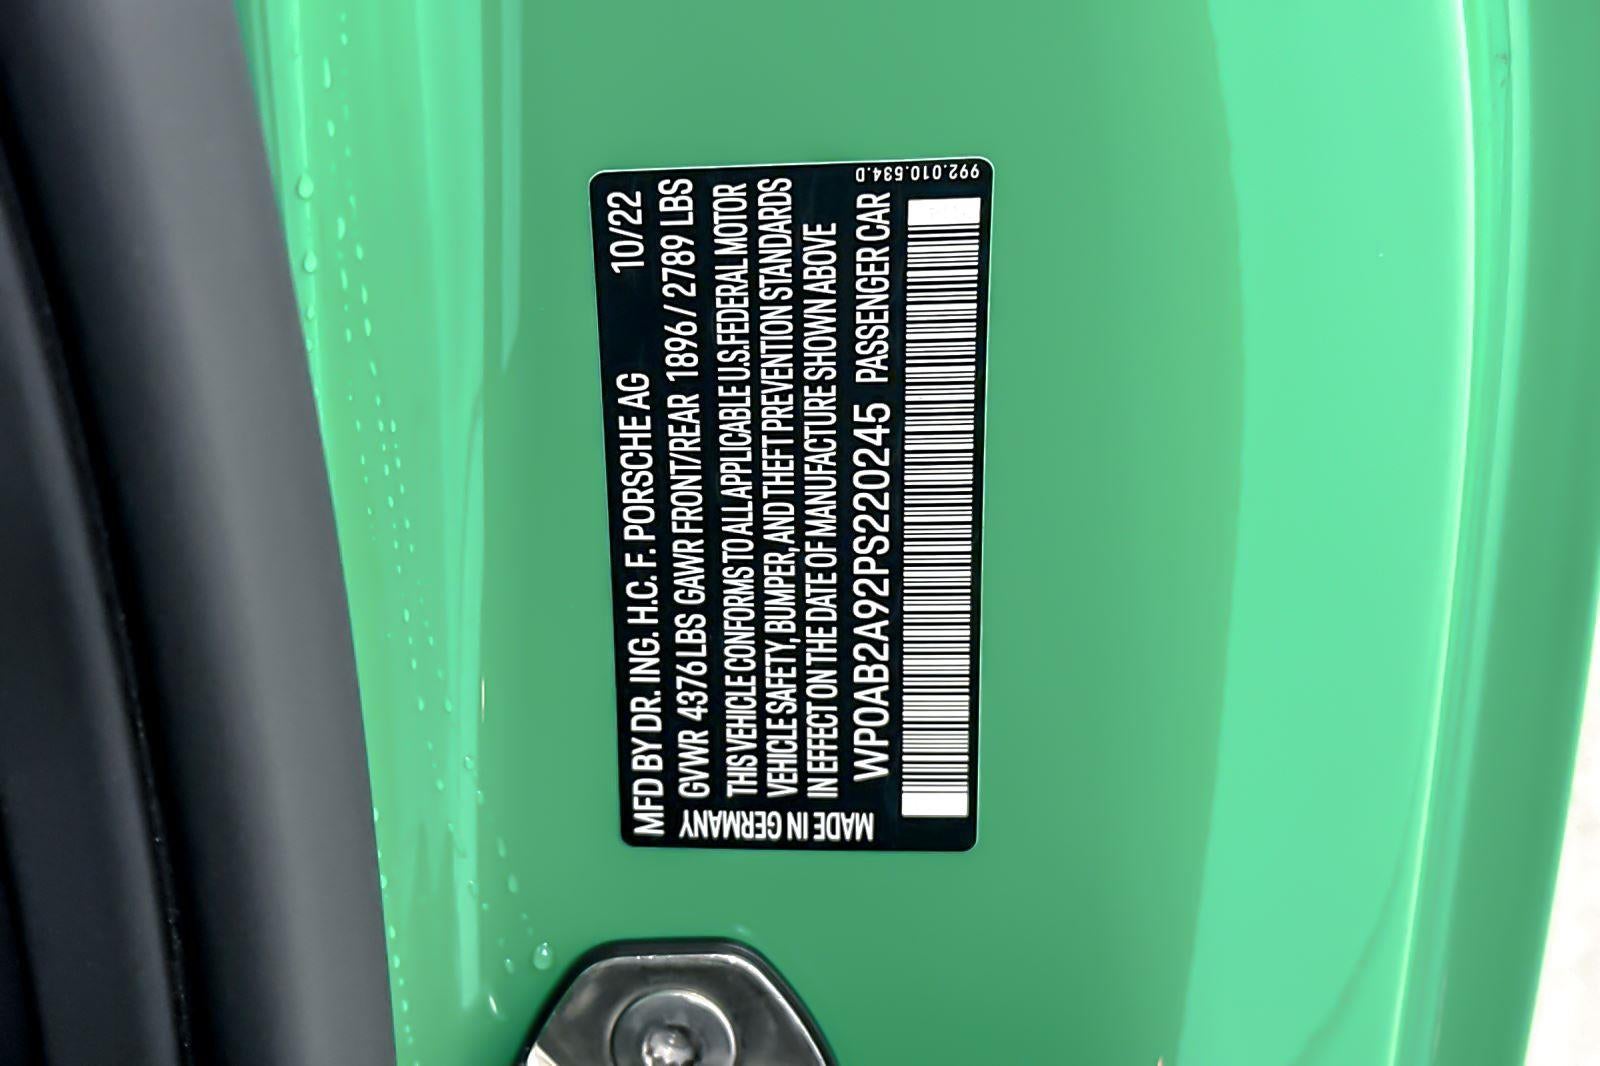 MFD BY DR. ING. H.C. F. PORSCHE AG 10/22
GVWR 4376 LBS GAWR FRONT/REAR 1896 / 2789 LBS
THIS VEHICLE CONFORMS TO ALL APPLICABLE U.S. FEDERAL MOTOR
VEHICLE SAFETY, BUMPER, AND THEFT PREVENTION STANDARDS
IN EFFECT ON THE DATE OF MANUFACTURE SHOWN ABOVE
WP0AB2A92PS220245 PASSENGER CAR
MADE IN GERMANY
992.010.534.D